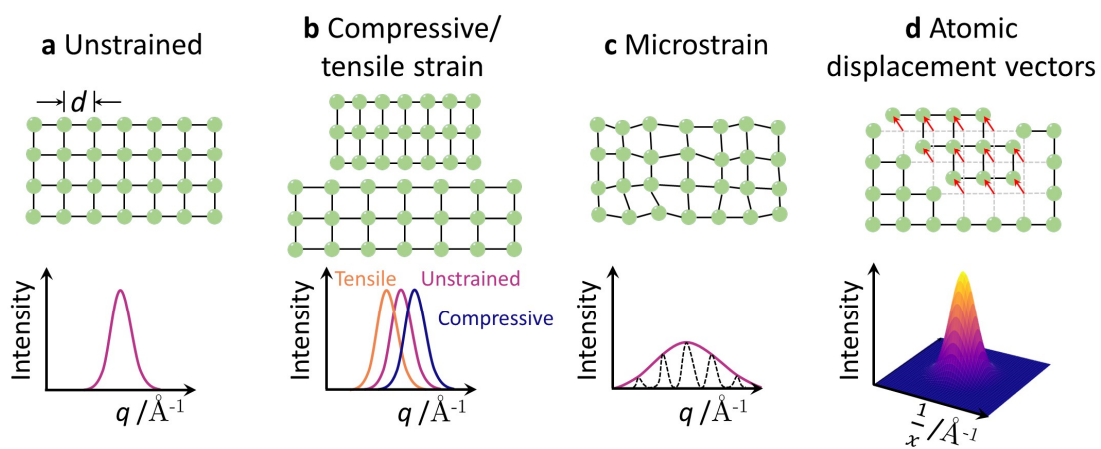 a Unstrained
d
Intensity
q /Å⁻¹
b Compressive/
tensile strain
Tensile
Unstrained
Compressive
Intensity
q /Å⁻¹
c Microstrain
Intensity
q /Å⁻¹
d Atomic
displacement vectors
Intensity
1/x /Å⁻¹